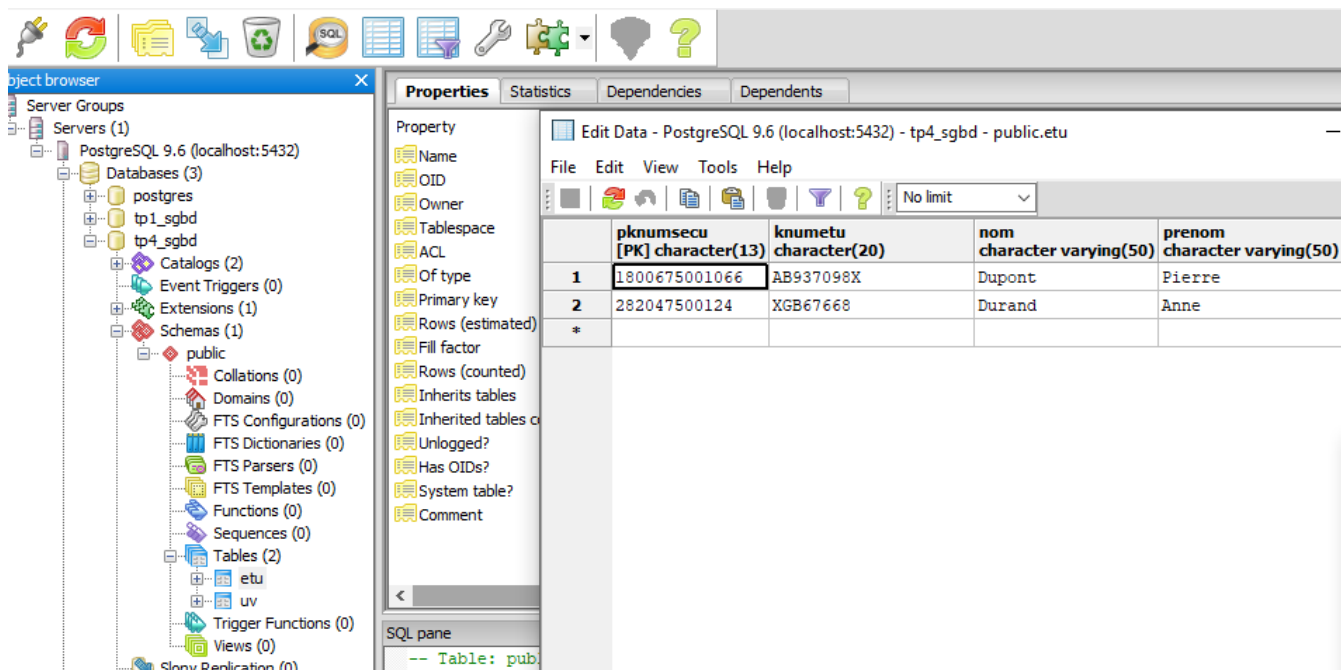 SQL
bject browser
Server Groups
Servers (1)
PostgreSQL 9.6 (localhost:5432)
Databases (3)
postgres
tp1_sgbd
tp4_sgbd
Catalogs (2)
Event Triggers (0)
Extensions (1)
Schemas (1)
public
Collations (0)
Domains (0)
FTS Configurations (0)
FTS Dictionaries (0)
FTS Parsers (0)
FTS Templates (0)
Functions (0)
Sequences (0)
Tables (2)
etu
uv
Trigger Functions (0)
Views (0)
Slony Replication (0)
Properties Statistics Dependencies Dependents
Property
Name
OID
Owner
Tablespace
ACL
Of type
Primary key
Rows (estimated)
Fill factor
Rows (counted)
Inherits tables
Inherited tables c
Unlogged?
Has OIDs?
System table?
Comment
SQL pane
-- Table: pub
Edit Data - PostgreSQL 9.6 (localhost:5432) - tp4_sgbd - public.etu
File Edit View Tools Help
No limit
pknumsecu knumetu nom prenom
[PK] character(13) character(20) character varying(50) character varying(50)
1 1800675001066 AB937098X Dupont Pierre
2 282047500124 XGB67668 Durand Anne
*